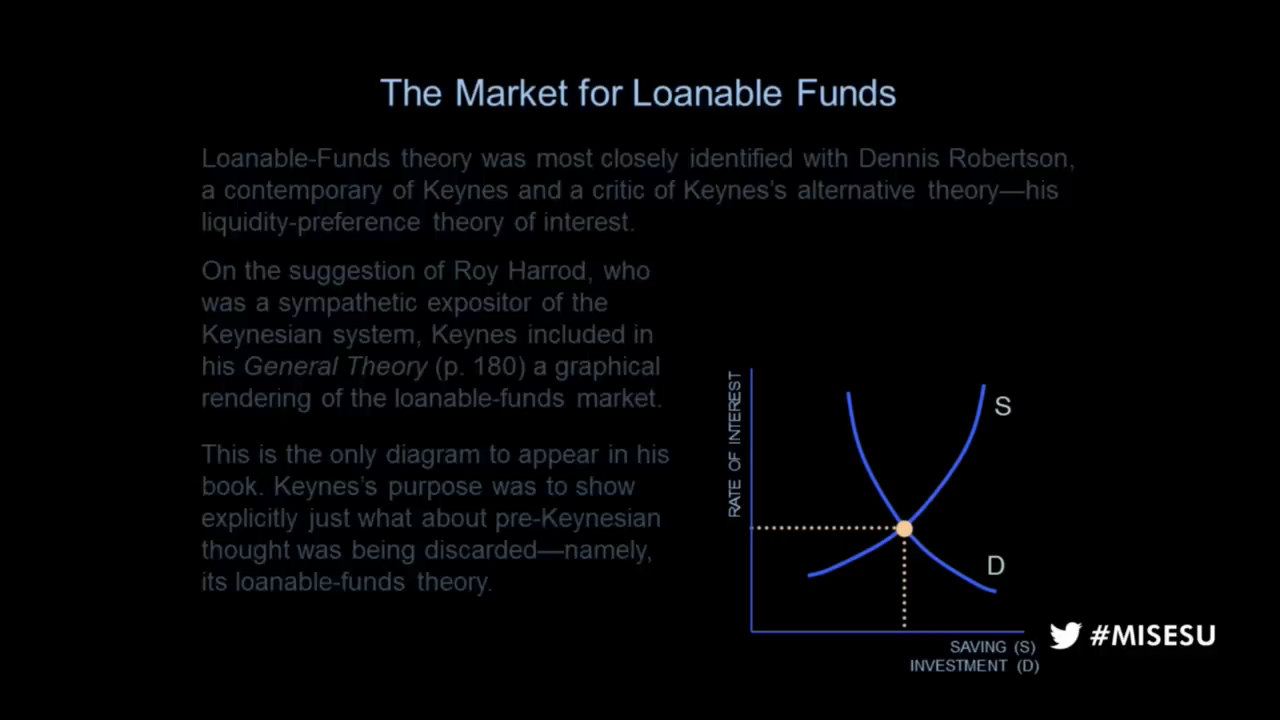 The Market for Loanable Funds
Loanable-Funds theory was most closely identified with Dennis Robertson,
a contemporary of Keynes and a critic of Keynes's alternative theory—his
liquidity-preference theory of interest.
On the suggestion of Roy Harrod, who
was a sympathetic expositor of the
Keynesian system, Keynes included in
his General Theory (p. 180) a graphical
rendering of the loanable-funds market.
This is the only diagram to appear in his
book. Keynes's purpose was to show
explicitly just what about pre-Keynesian
thought was being discarded—namely,
its loanable-funds theory.
RATE OF INTEREST
S
D
SAVING (S)
INVESTMENT (D)
#MISESU